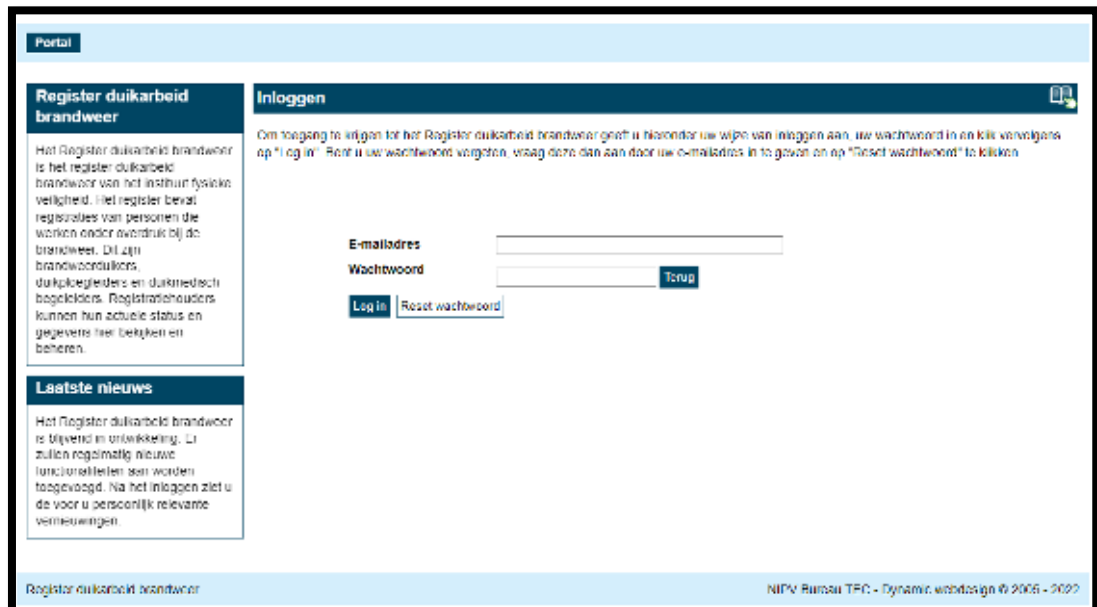 Portal
Register duikarbeid
brandweer
Het Register duikarbeid brandweer
is het register duikarbeid
brandweer van het instituut fysieke
veiligheid. Het register bevat
registraties van personen die
werken onder overdruk bij de
brandweer. Dit zijn
brandweerduikers,
duikploegleiders en duikmedisch
begeleiders. Registratiehouders
kunnen hun actuele status en
gegevens hier bekijken en
beheren.
Laatste nieuws
Het Register duikarbeid brandweer
is blijvend in ontwikkeling. Er
zullen regelmatig nieuwe
functionaliteiten aan worden
toegevoegd. Na het inloggen ziet u
de voor u persoonlijk relevante
vernieuwingen.
Inloggen
Om toegang te krijgen tot het Register duikarbeid brandweer geeft u hieronder uw wijze van inloggen aan, uw wachtwoord in en klik vervolgens
op "Log in". Bent u uw wachtwoord vergeten, vraag deze dan aan door uw e-mailadres in te geven en op "Reset wachtwoord" te klikken
E-mailadres
Wachtwoord
Terug
Log in Reset wachtwoord
Register duikarbeid brandweer
NIPV Bureau TEC - Dynamic webdesign © 2005 - 2022